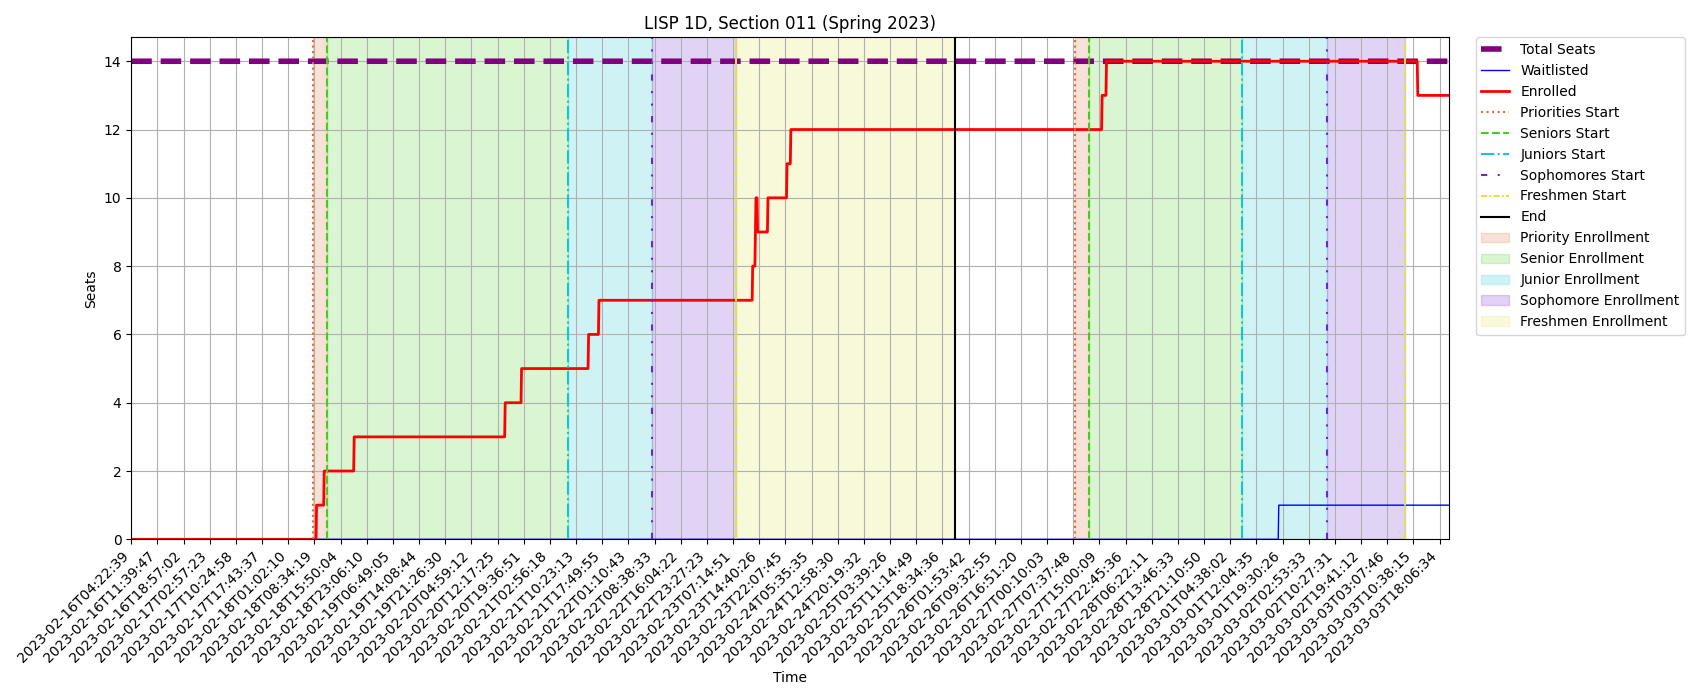 LISP 1D, Section 011 (Spring 2023)
Seats
14
12
10
8
6
4
2
0
2023-02-16T04:22:39
2023-02-16T11:39:47
2023-02-16T18:57:02
2023-02-17T02:57:23
2023-02-17T10:24:58
2023-02-17T17:43:37
2023-02-18T01:02:10
2023-02-18T08:34:19
2023-02-18T15:50:04
2023-02-18T23:06:10
2023-02-19T06:49:05
2023-02-19T14:08:44
2023-02-19T21:26:30
2023-02-20T04:59:12
2023-02-20T12:17:25
2023-02-20T19:36:51
2023-02-21T02:56:18
2023-02-21T10:23:13
2023-02-21T17:49:55
2023-02-22T01:10:43
2023-02-22T08:38:33
2023-02-22T16:04:22
2023-02-22T23:27:23
2023-02-23T07:14:51
2023-02-23T14:40:26
2023-02-23T22:07:45
2023-02-24T05:35:35
2023-02-24T12:58:30
2023-02-24T20:19:32
2023-02-25T03:39:26
2023-02-25T11:14:49
2023-02-25T18:34:36
2023-02-26T01:53:42
2023-02-26T09:32:55
2023-02-26T16:51:20
2023-02-27T00:10:03
2023-02-27T07:37:48
2023-02-27T15:00:09
2023-02-27T22:45:36
2023-02-28T06:22:11
2023-02-28T13:46:33
2023-02-28T21:10:50
2023-03-01T04:38:02
2023-03-01T12:04:35
2023-03-01T19:30:26
2023-03-02T02:53:33
2023-03-02T10:27:31
2023-03-02T19:41:12
2023-03-03T03:07:46
2023-03-03T10:38:15
2023-03-03T18:06:34
Time
Total Seats
Waitlisted
Enrolled
Priorities Start
Seniors Start
Juniors Start
Sophomores Start
Freshmen Start
End
Priority Enrollment
Senior Enrollment
Junior Enrollment
Sophomore Enrollment
Freshmen Enrollment